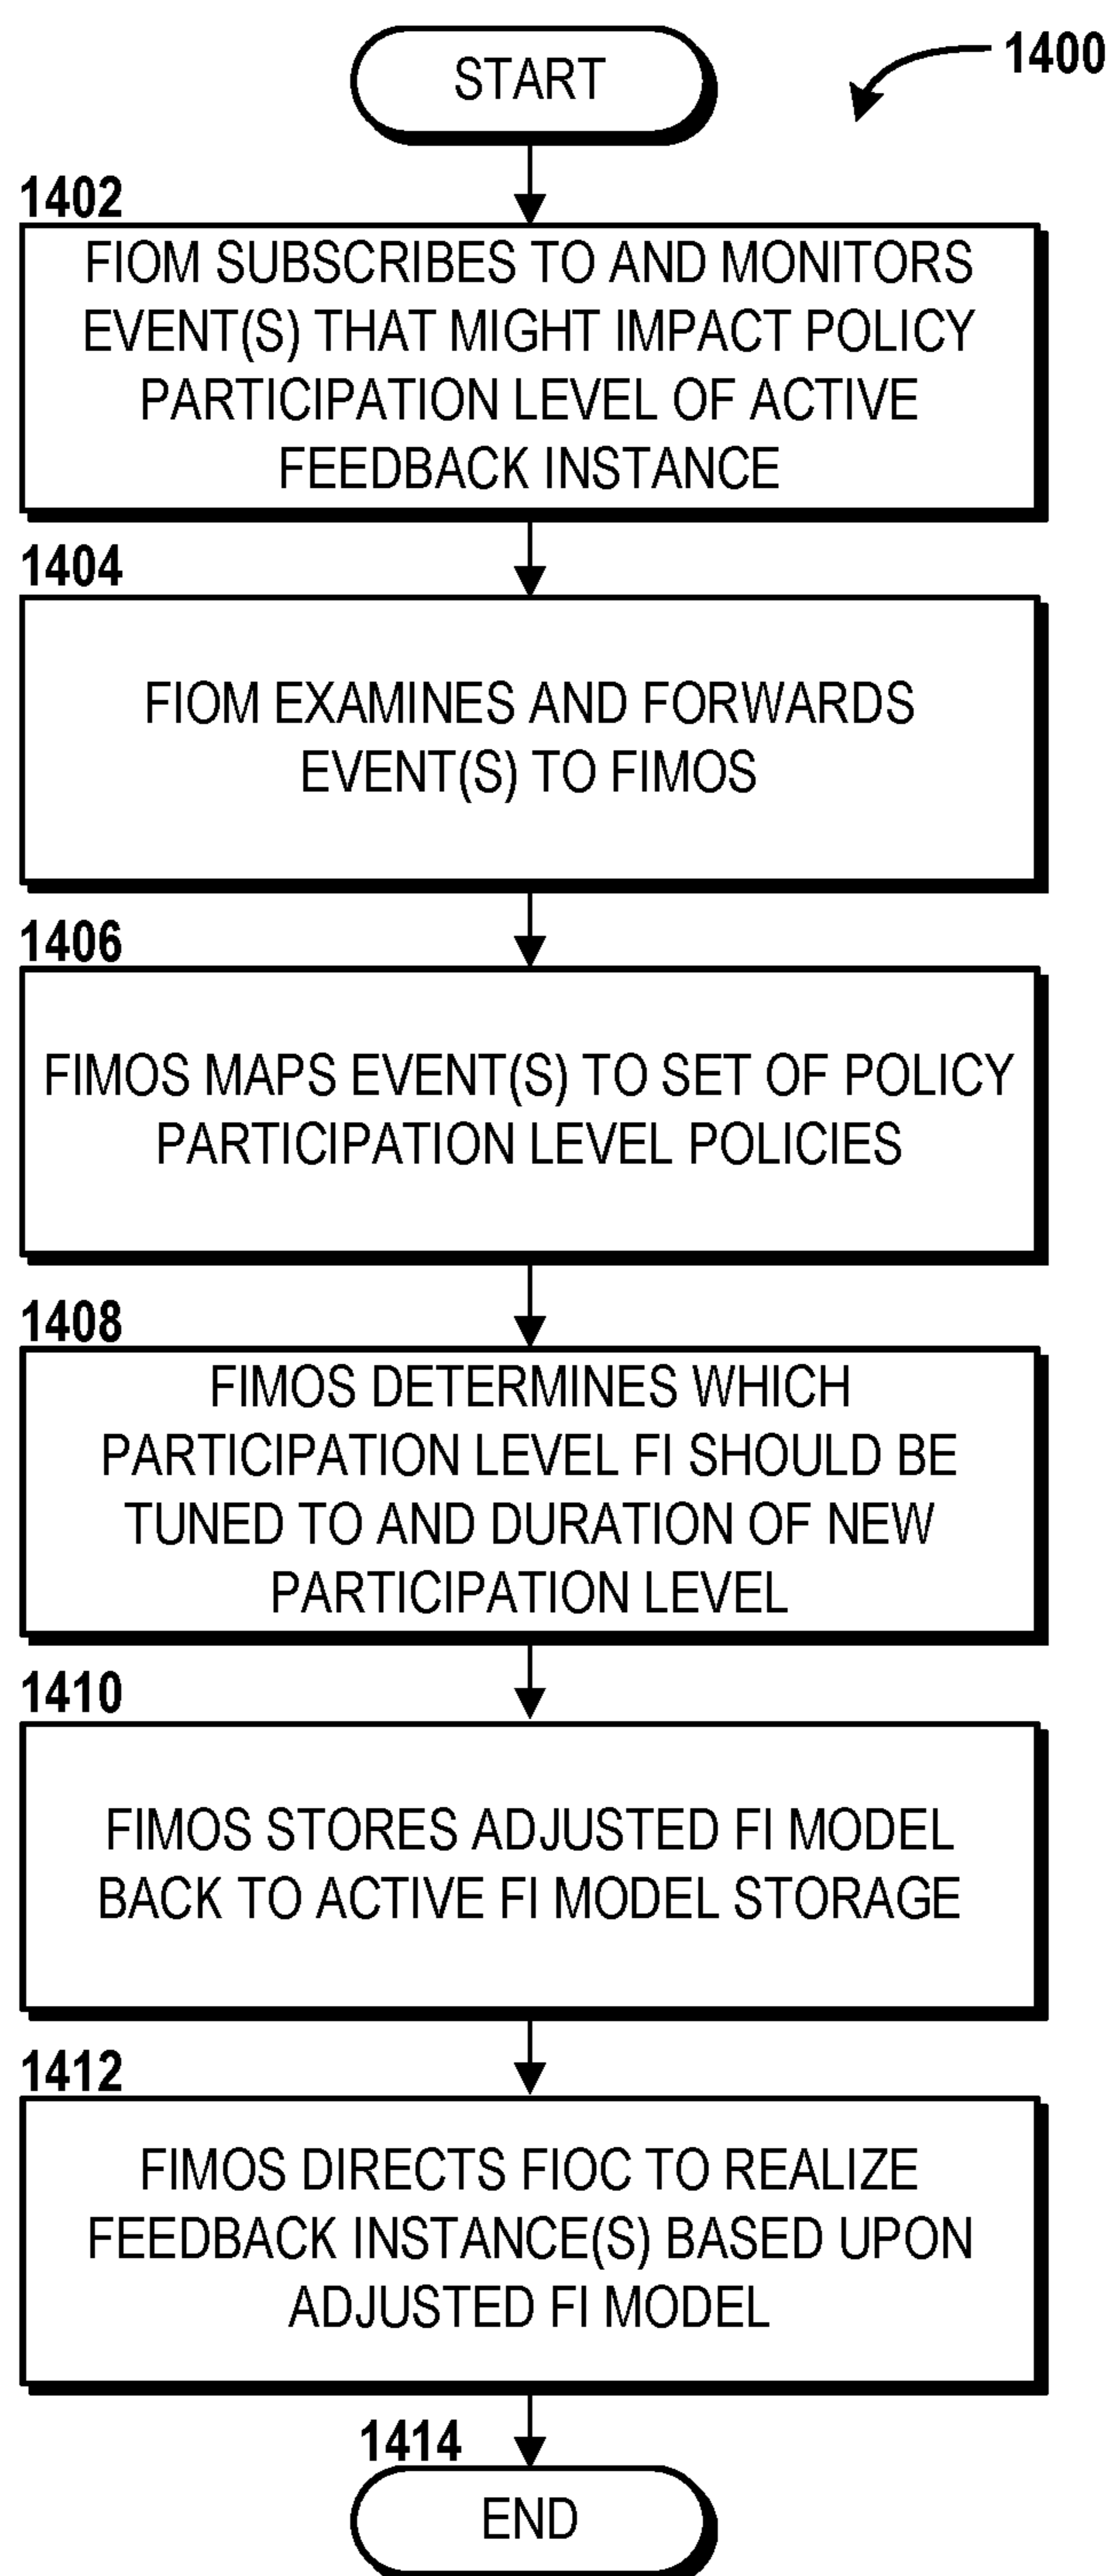 START
1400
1402
FIOM SUBSCRIBES TO AND MONITORS
EVENT(S) THAT MIGHT IMPACT POLICY
PARTICIPATION LEVEL OF ACTIVE
FEEDBACK INSTANCE
1404
FIOM EXAMINES AND FORWARDS
EVENT(S) TO FIMOS
1406
FIMOS MAPS EVENT(S) TO SET OF POLICY
PARTICIPATION LEVEL POLICIES
1408
FIMOS DETERMINES WHICH
PARTICIPATION LEVEL FI SHOULD BE
TUNED TO AND DURATION OF NEW
PARTICIPATION LEVEL
1410
FIMOS STORES ADJUSTED FI MODEL
BACK TO ACTIVE FI MODEL STORAGE
1412
FIMOS DIRECTS FIOC TO REALIZE
FEEDBACK INSTANCE(S) BASED UPON
ADJUSTED FI MODEL
1414
END